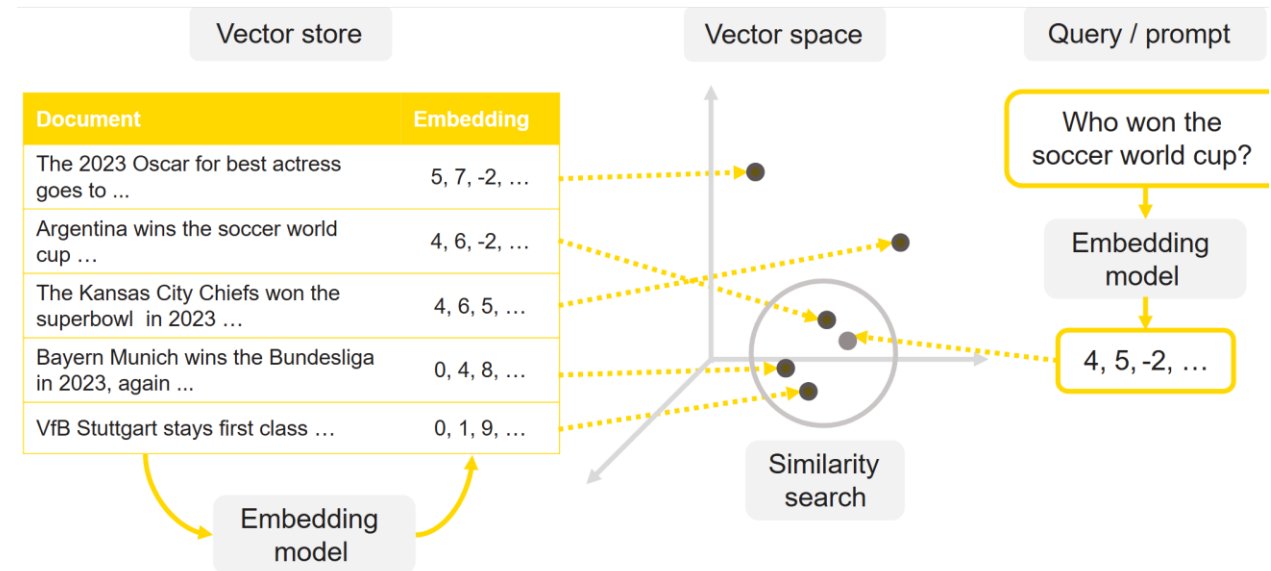 Vector store
Vector space
Query / prompt
Document
Embedding
The 2023 Oscar for best actress
goes to ...
5, 7, -2, …
Argentina wins the soccer world
cup …
4, 6, -2, …
The Kansas City Chiefs won the
superbowl  in 2023 …
4, 6, 5, …
Bayern Munich wins the Bundesliga
in 2023, again ...
0, 4, 8, …
VfB Stuttgart stays first class …
0, 1, 9, …
Embedding
model
Similarity
search
Who won the
soccer world cup?
Embedding
model
4, 5, -2, …